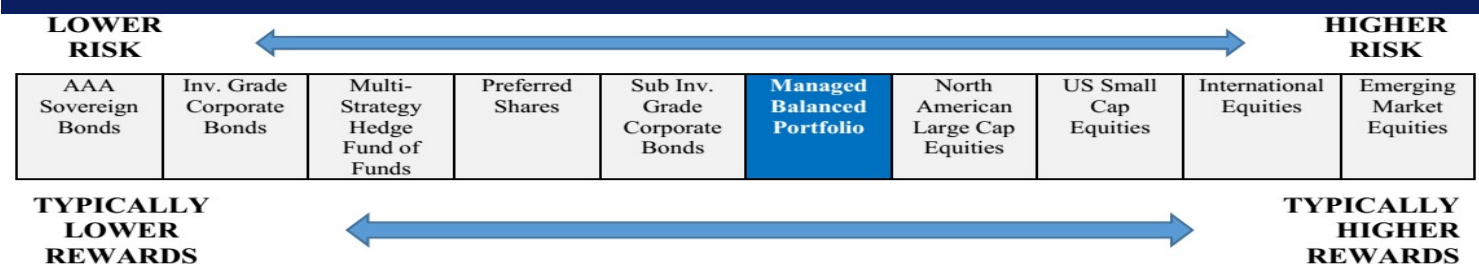 LOWER
RISK
HIGHER
RISK
AAA
Sovereign
Bonds
Inv. Grade
Corporate
Bonds
Multi-
Strategy
Hedge
Fund of
Funds
Preferred
Shares
Sub Inv.
Grade
Corporate
Bonds
Managed
Balanced
Portfolio
North
American
Large Cap
Equities
US Small
Cap
Equities
International
Equities
Emerging
Market
Equities
TYPICALLY
LOWER
REWARDS
TYPICALLY
HIGHER
REWARDS